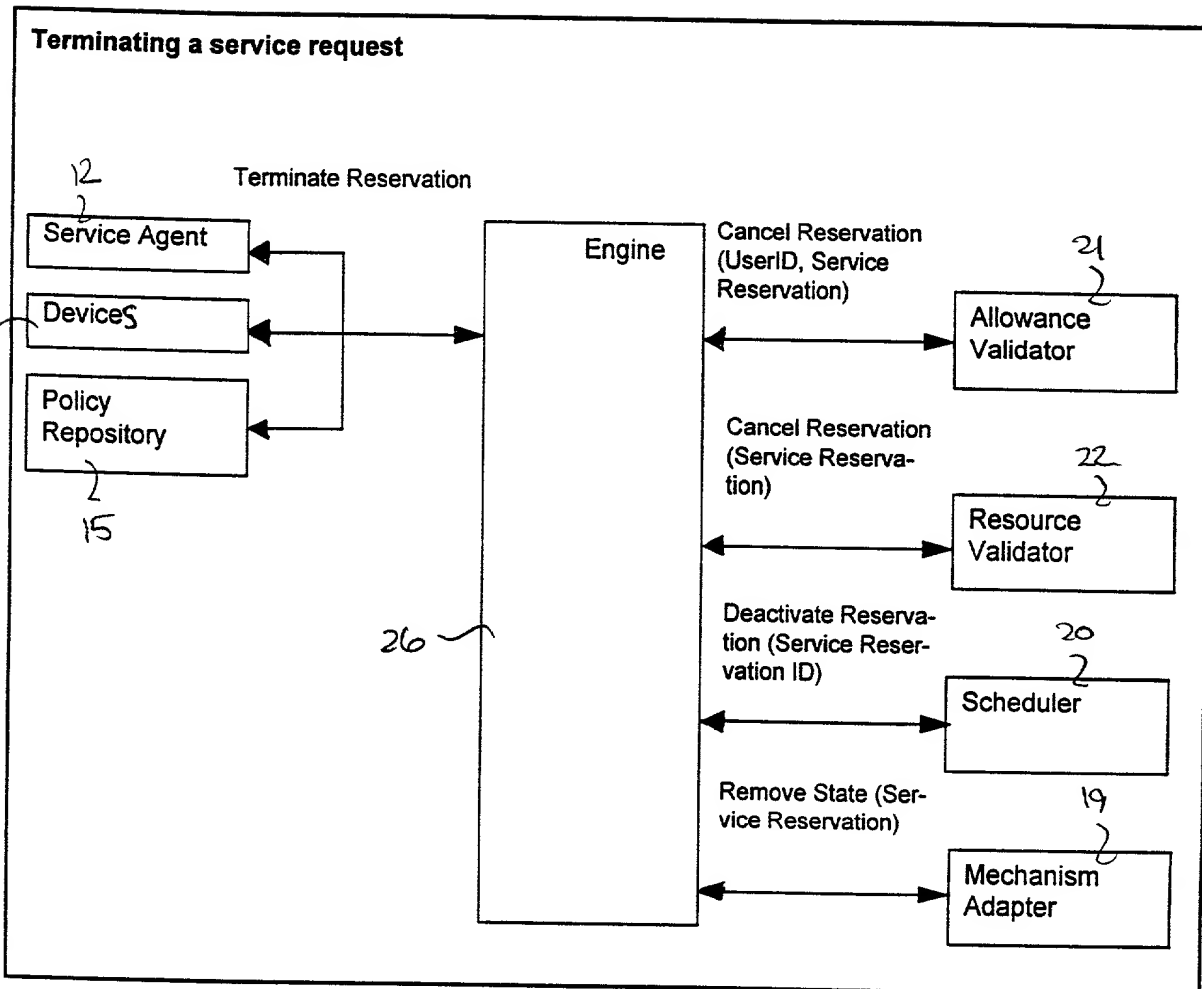 Terminating a service request
12
Terminate Reservation
Service Agent
Devices
Policy
Repository
15
Engine
26
Cancel Reservation
(UserID, Service
Reservation)
21
Allowance
Validator
Cancel Reservation
(Service Reserva-
tion)
22
Resource
Validator
Deactivate Reserva-
tion (Service Reser-
vation ID)
20
Scheduler
Remove State (Ser-
vice Reservation)
19
Mechanism
Adapter